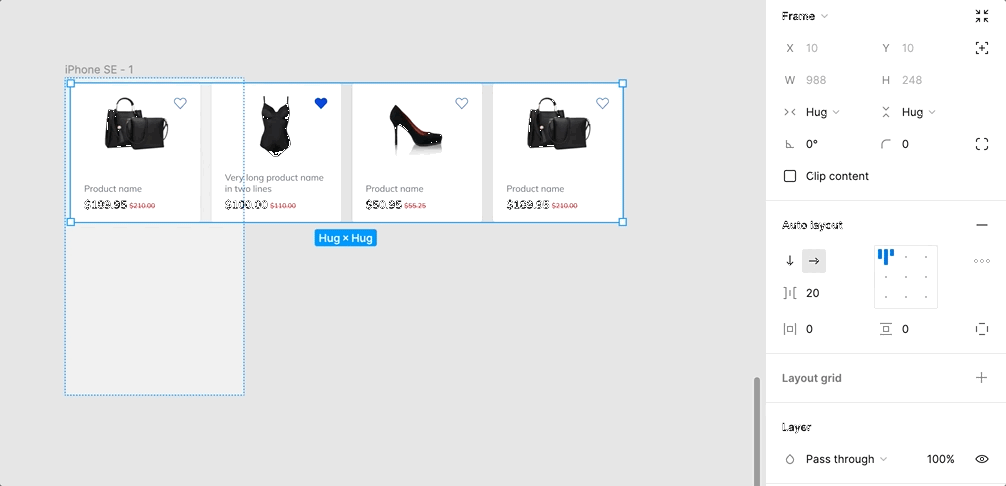 Frame
X 10 Y 10
W 988 H 248
Hug Hug
0° 0
Clip content
Auto layout
20
0 0
Layout grid
Layer
Pass through 100%
iPhone SE - 1
Product name
$189.95 $210.00
Very long product name
in two lines
$100.00 $110.00
Product name
$50.95 $55.25
Product name
$189.95 $210.00
Hug × Hug